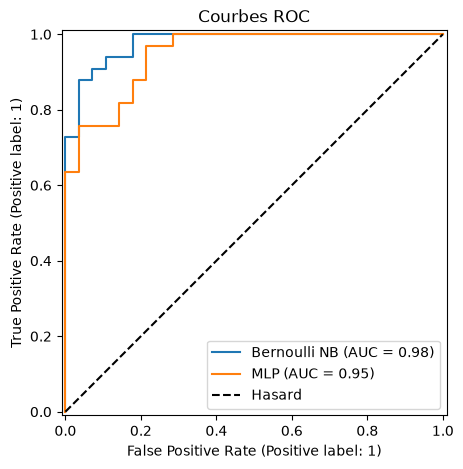 Courbes ROC
True Positive Rate (Positive label: 1)
1.0
0.8
0.6
0.4
0.2
0.0
Bernoulli NB (AUC = 0.98)
MLP (AUC = 0.95)
Hasard
0.0 0.2 0.4 0.6 0.8 1.0
False Positive Rate (Positive label: 1)